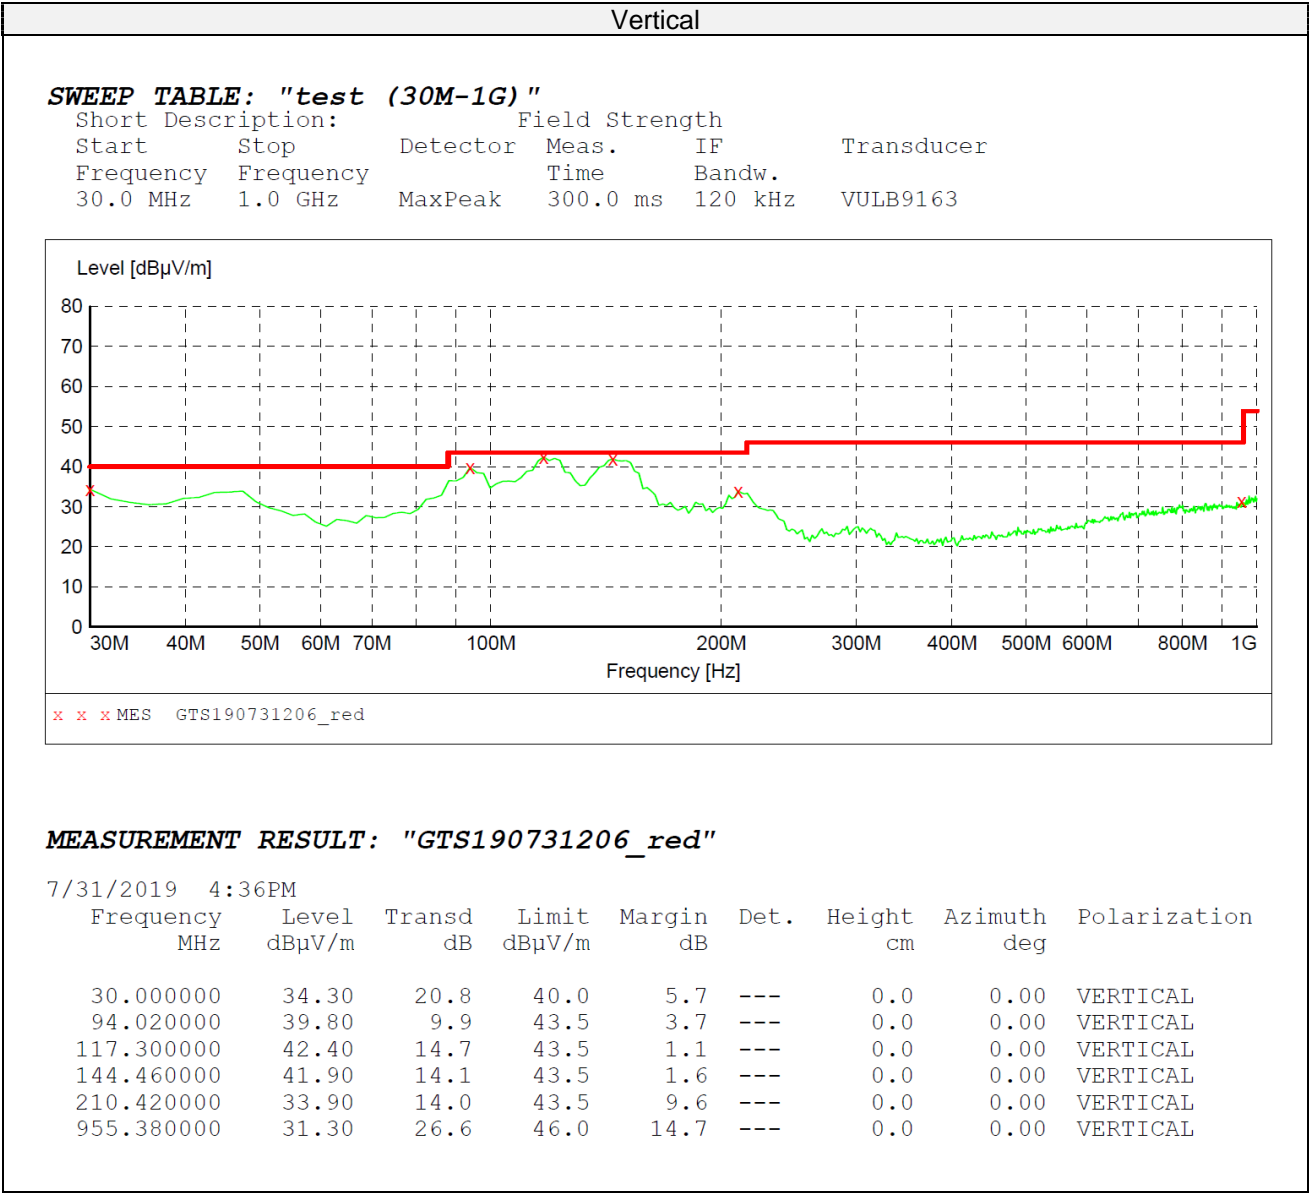 Vertical
SWEEP TABLE: "test (30M-1G)"
Short Description: Field Strength
Start Stop Detector Meas. IF Transducer
Frequency Frequency Time Bandw.
30.0 MHz 1.0 GHz MaxPeak 300.0 ms 120 kHz VULB9163
Level [dBµV/m]
80
70
60
50
40
30
20
10
0
30M 40M 50M 60M 70M 100M 200M 300M 400M 500M 600M 800M 1G
Frequency [Hz]
x x x MES GTS190731206_red
MEASUREMENT RESULT: "GTS190731206_red"
7/31/2019 4:36PM
Frequency Level Transd Limit Margin Det. Height Azimuth Polarization
MHz dBµV/m dB dBµV/m dB cm deg
30.000000 34.30 20.8 40.0 5.7 --- 0.0 0.00 VERTICAL
94.020000 39.80 9.9 43.5 3.7 --- 0.0 0.00 VERTICAL
117.300000 42.40 14.7 43.5 1.1 --- 0.0 0.00 VERTICAL
144.460000 41.90 14.1 43.5 1.6 --- 0.0 0.00 VERTICAL
210.420000 33.90 14.0 43.5 9.6 --- 0.0 0.00 VERTICAL
955.380000 31.30 26.6 46.0 14.7 --- 0.0 0.00 VERTICAL